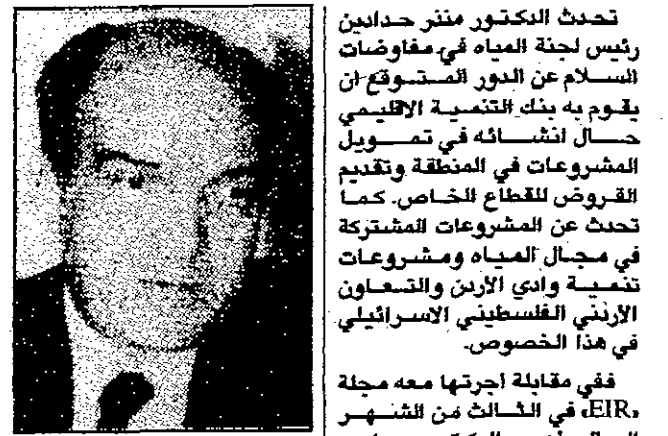 تحدث الدكتور منذر حدادين
رئيس لجنة المياه في مفاوضات
السلام عن الدور المتوقع ان
يقوم به بنك التنمية الاقليمي
حال انشائه في تمويل
المشروعات في المنطقة وتقديم
القروض للقطاع الخاص. كما
تحدث عن المشروعات المشتركة
في مجال المياه ومشروعات
تنمية وادي الاردن والتعاون
الاردني الفلسطيني الاسرائيلي
في هذا الخصوص.
ففي مقابلة اجرتها معه مجلة
«EIR» في الثالث من الشهر